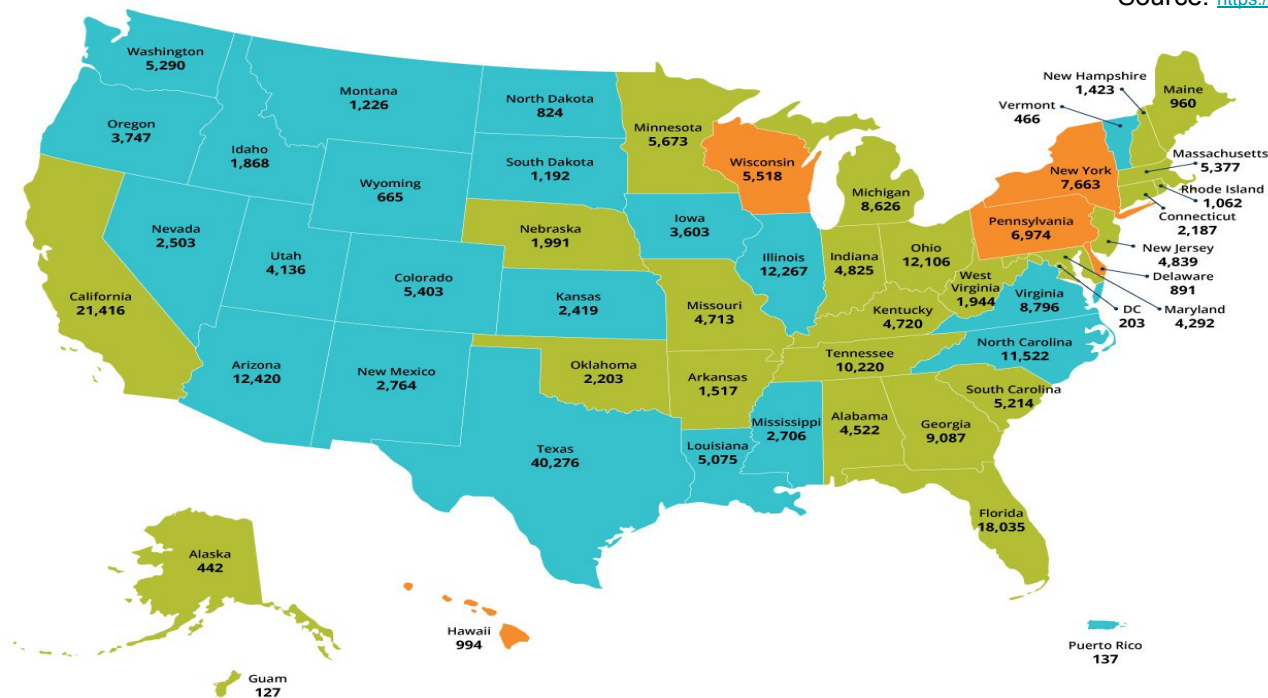 Source: https:/
Washington
5,290
Oregon
3,747
Idaho
1,868
Montana
1,226
North Dakota
824
South Dakota
1,192
Wyoming
665
Minnesota
5,673
Wisconsin
5,518
Michigan
8,626
New Hampshire
1,423
Vermont
466
Maine
960
Massachusetts
5,377
New York
7,663
Rhode Island
1,062
Connecticut
2,187
Pennsylvania
6,974
New Jersey
4,839
Delaware
891
Maryland
4,292
DC
203
Nevada
2,503
Utah
4,136
Colorado
5,403
California
21,416
Nebraska
1,991
Iowa
3,603
Illinois
12,267
Indiana
4,825
Ohio
12,106
West
Virginia
1,944
Virginia
8,796
Kansas
2,419
Missouri
4,713
Kentucky
4,720
North Carolina
11,522
Tennessee
10,220
Arizona
12,420
New Mexico
2,764
Oklahoma
2,203
Arkansas
1,517
South Carolina
5,214
Mississippi
2,706
Alabama
4,522
Georgia
9,087
Texas
40,276
Louisiana
5,075
Florida
18,035
Alaska
442
Hawaii
994
Guam
127
Puerto Rico
137